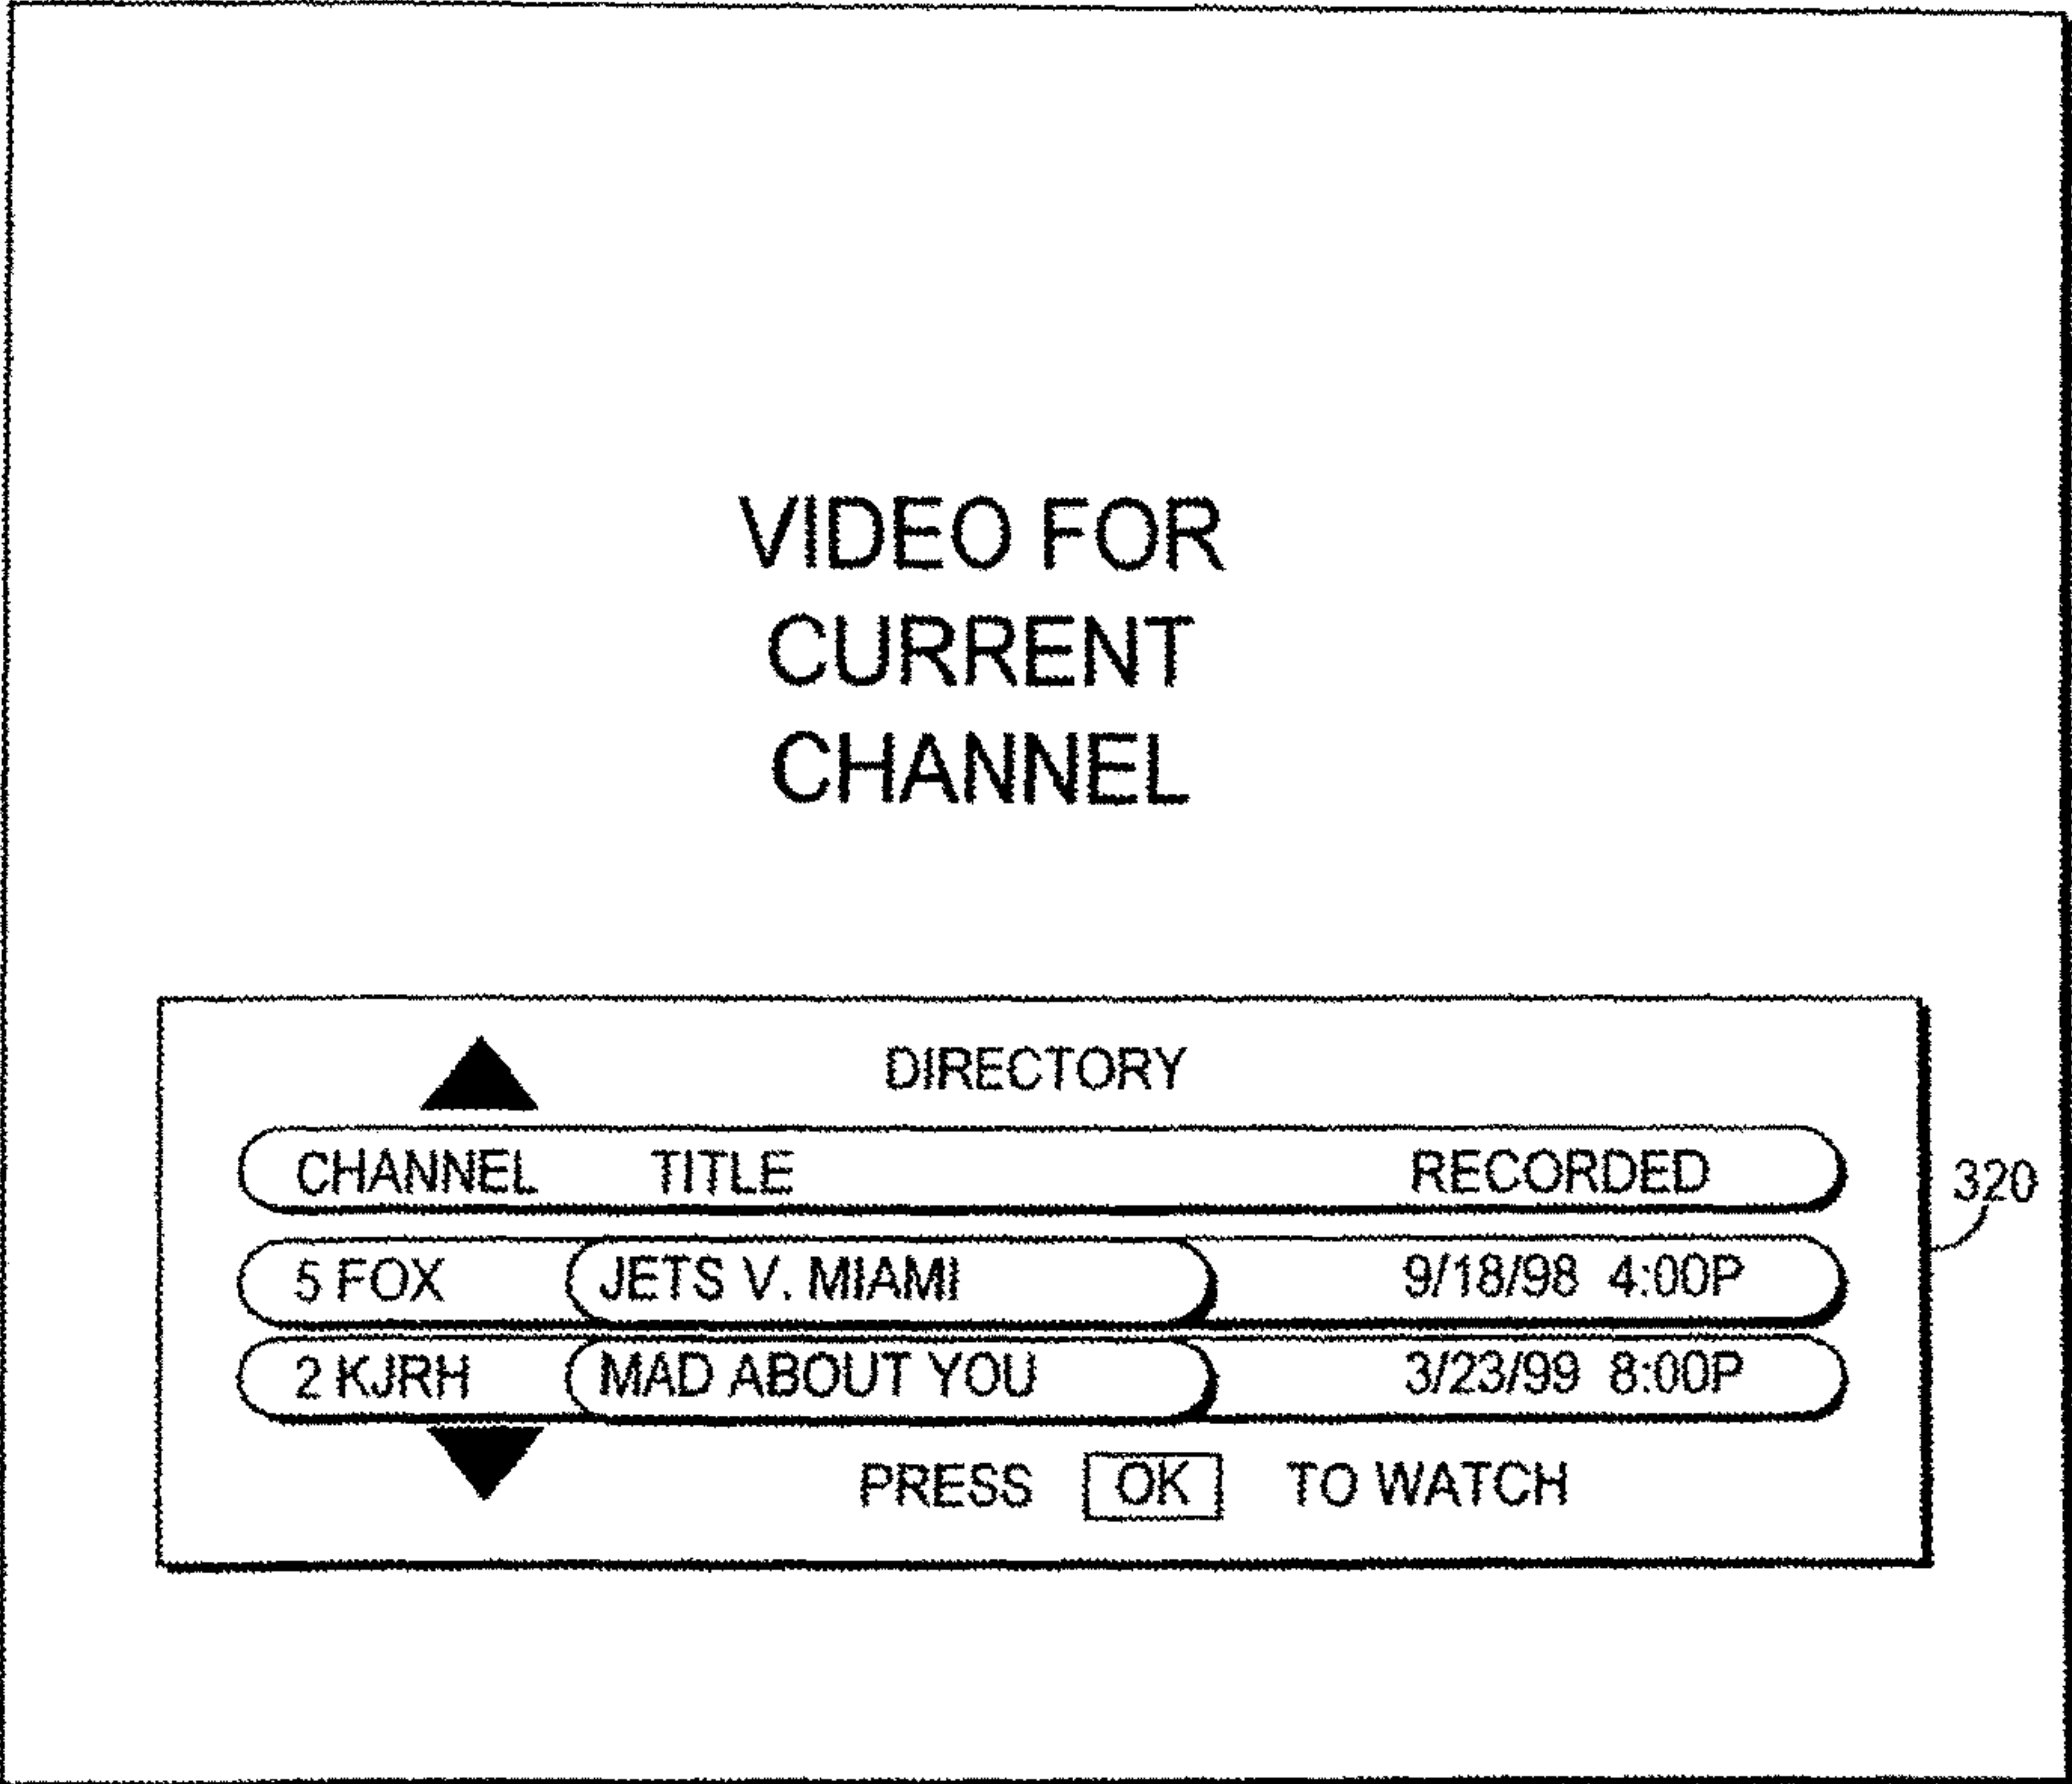 VIDEO FOR
CURRENT
CHANNEL
DIRECTORY
CHANNEL TITLE RECORDED
320
5 FOX JETS V. MIAMI 9/18/98 4:00P
2 KJRH MAD ABOUT YOU 3/23/99 8:00P
PRESS OK TO WATCH